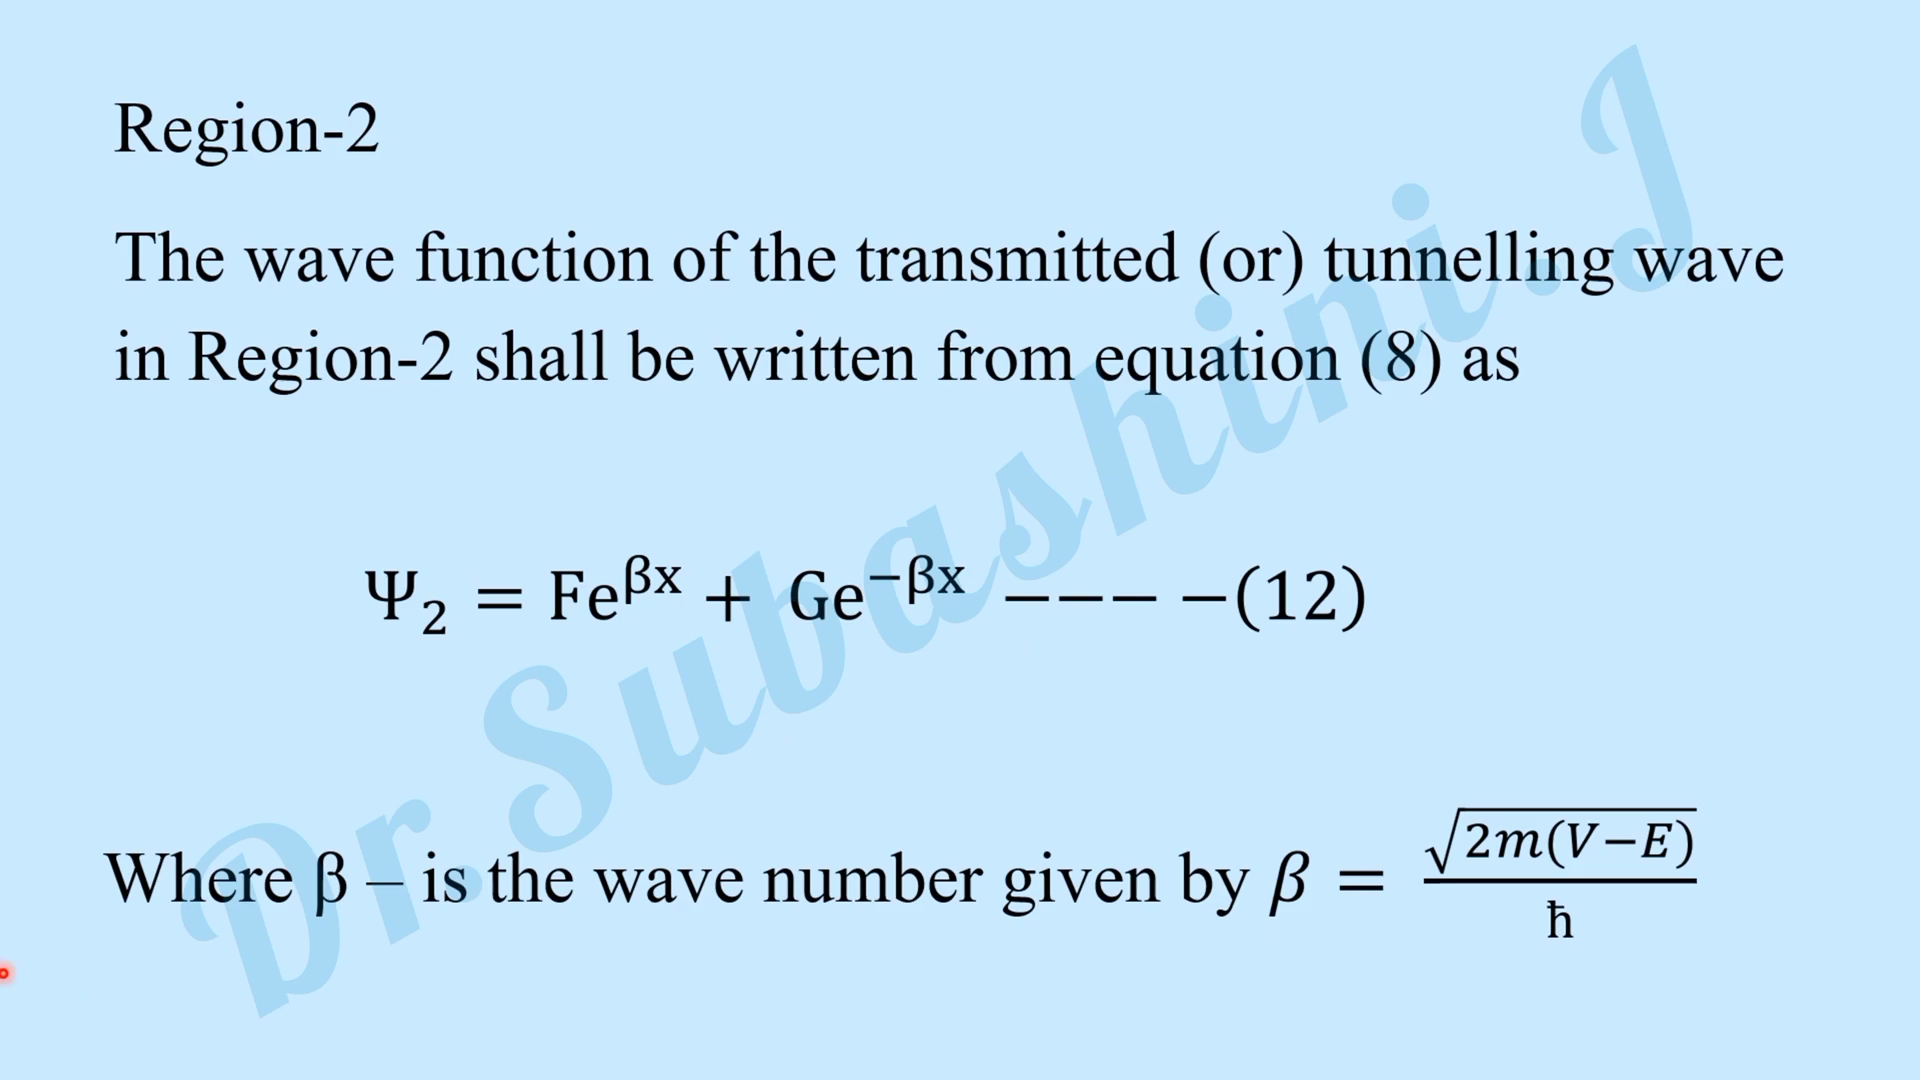 Region-2
The wave function of the transmitted (or) tunnelling wave
in Region-2 shall be written from equation (8) as
Ψ₂ = Fe^βx + Ge^−βx −−− −(12)
Where β – is the wave number given by β = √2m(V−E) / ħ
Dr.Subashini.J